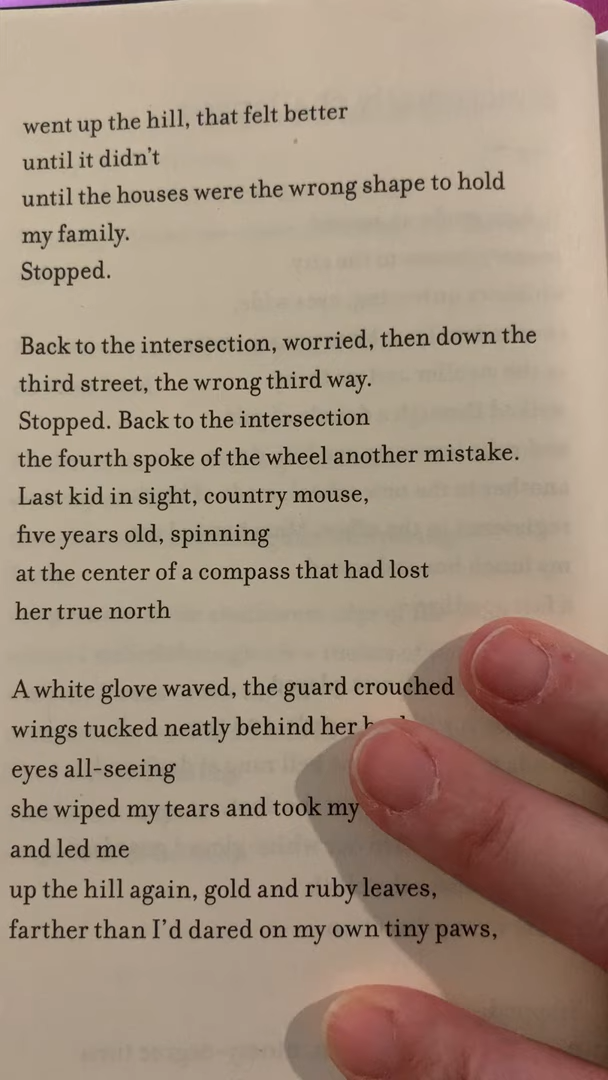 went up the hill, that felt better
until it didn't
until the houses were the wrong shape to hold
my family.
Stopped.
Back to the intersection, worried, then down the
third street, the wrong third way.
Stopped. Back to the intersection
the fourth spoke of the wheel another mistake.
Last kid in sight, country mouse,
five years old, spinning
at the center of a compass that had lost
her true north
A white glove waved, the guard crouched
wings tucked neatly behind her
eyes all-seeing
she wiped my tears and took my
and led me
up the hill again, gold and ruby leaves,
farther than I'd dared on my own tiny paws,